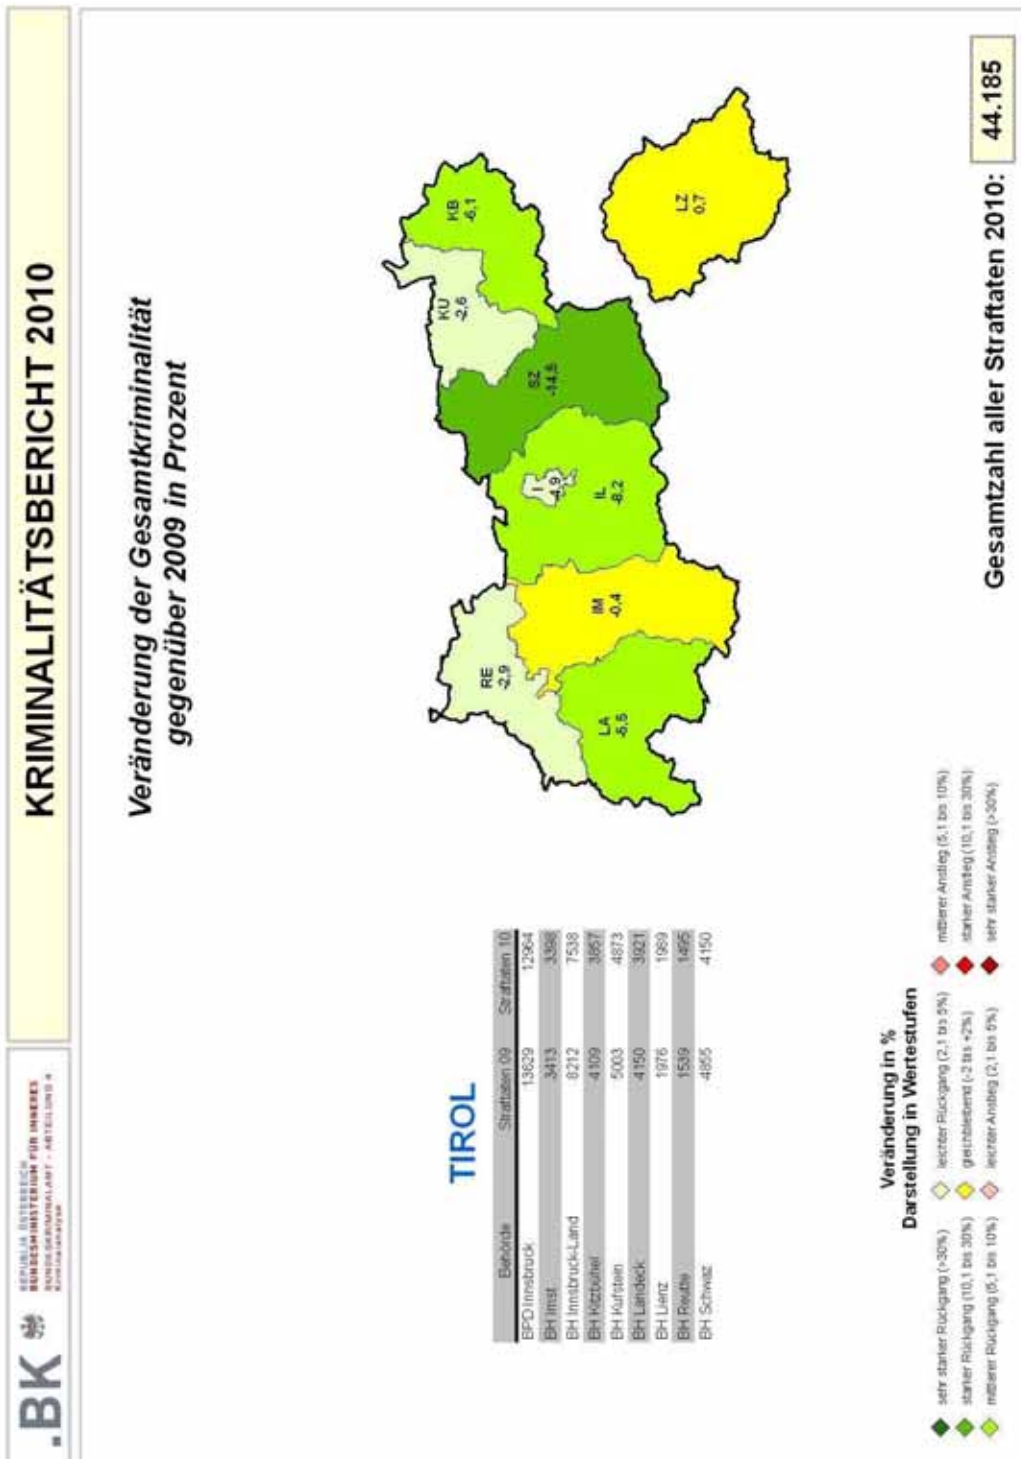 .BK
REPUBLIK ÖSTERREICH
BUNDESMINISTERIUM FÜR INNERES
BUNDESKRIMINALAMT - ABTEILUNG 4
Kriminalanalyse
KRIMINALITÄTSBERICHT 2010
Veränderung der Gesamtkriminalität
gegenüber 2009 in Prozent
TIROL
Behörde Straftaten 09 Straftaten 10
BPD Innsbruck 13629 12964
BH Imst 3413 3398
BH Innsbruck-Land 8212 7538
BH Kitzbühel 4109 3857
BH Kufstein 5003 4873
BH Landeck 4150 3921
BH Lienz 1976 1989
BH Reutte 1539 1495
BH Schwaz 4855 4150
RE
-2,9
LA
-5,5
IM
-0,4
I
-4,9
IL
-8,2
SZ
-14,5
KU
-2,6
KB
-6,1
LZ
0,7
Veränderung in %
Darstellung in Wertestufen
sehr starker Rückgang (>30%)
starker Rückgang (10,1 bis 30%)
mittlerer Rückgang (5,1 bis 10%)
leichter Rückgang (2,1 bis 5%)
gleichbleibend (-2 bis +2%)
leichter Anstieg (2,1 bis 5%)
mittlerer Anstieg (5,1 bis 10%)
starker Anstieg (10,1 bis 30%)
sehr starker Anstieg (>30%)
Gesamtzahl aller Straftaten 2010:
44.185